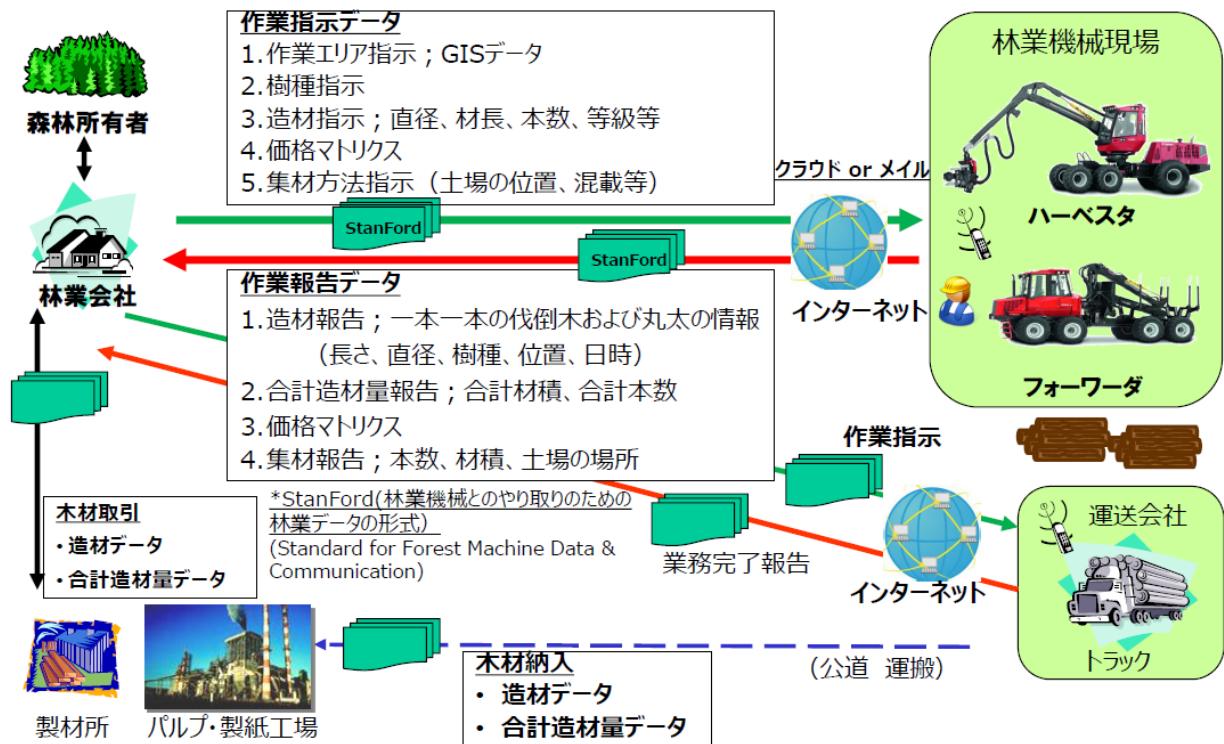 作業指示データ
1.作業エリア指示;GISデータ
2.樹種指示
3.造材指示;直径、材長、本数、等級等
4.価格マトリクス
5.集材方法指示(土場の位置、混載等)
森林所有者
林業会社
StanForD
StanForD
クラウド or メイル
インターネット
林業機械現場
ハーベスタ
フォーワーダ
作業報告データ
1.造材報告;一本一本の伐倒木および丸太の情報
(長さ、直径、樹種、位置、日時)
2.合計造材量報告;合計材積、合計本数
3.価格マトリクス
4.集材報告;本数、材積、土場の場所
*StanFord(林業機械とのやり取りのための
林業データの形式)
(Standard for Forest Machine Data &
Communication)
作業指示
業務完了報告
インターネット
運送会社
トラック
木材取引
・造材データ
・合計造材量データ
製材所
パルプ・製紙工場
木材納入
• 造材データ
• 合計造材量データ
(公道 運搬)